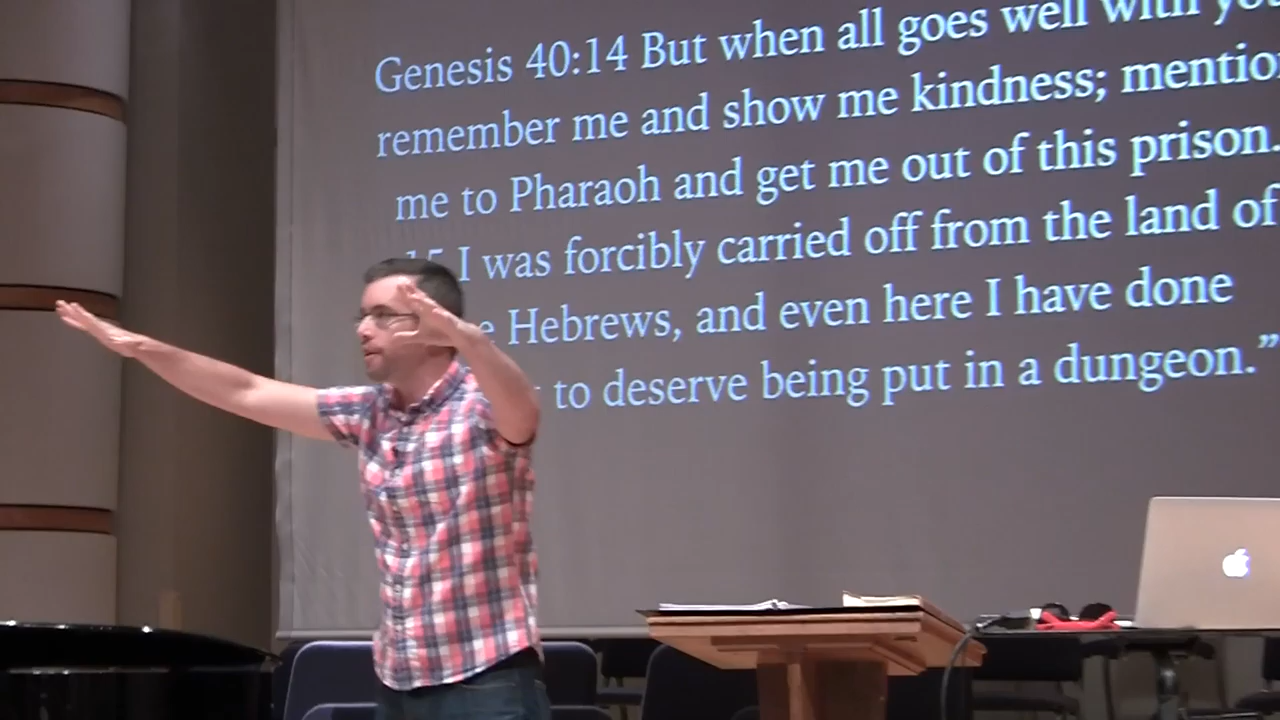 Genesis 40:14 But when all goes well with
remember me and show me kindness;
me to Pharaoh and get me out of this prison.
15 I was forcibly carried off from the land of
Hebrews, and even here I have done
to deserve being put in a dungeon.”